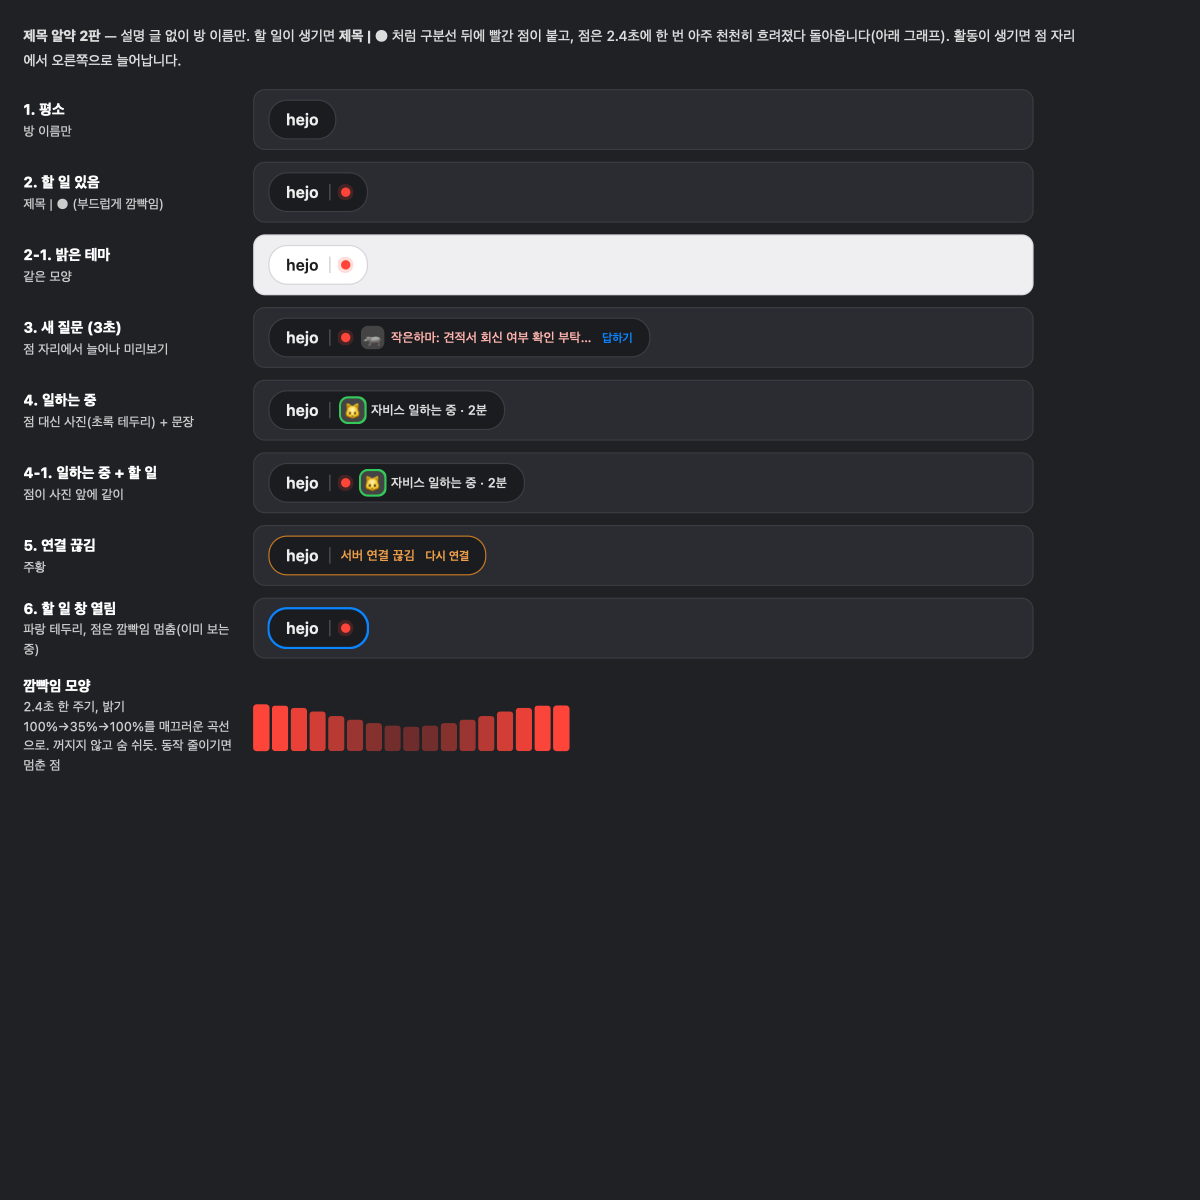 제목 알약 2판 — 설명 글 없이 방 이름만. 할 일이 생기면 제목 | ● 처럼 구분선 뒤에 빨간 점이 붙고, 점은 2.4초에 한 번 아주 천천히 흐려졌다 돌아옵니다(아래 그래프). 활동이 생기면 점 자리
에서 오른쪽으로 늘어납니다.
1. 평소
방 이름만
hejo
2. 할 일 있음
제목 | ● (부드럽게 깜빡임)
hejo
2-1. 밝은 테마
같은 모양
hejo
3. 새 질문 (3초)
점 자리에서 늘어나 미리보기
hejo 작은하마: 견적서 회신 여부 확인 부탁... 답하기
4. 일하는 중
점 대신 사진(초록 테두리) + 문장
hejo 자비스 일하는 중 · 2분
4-1. 일하는 중 + 할 일
점이 사진 앞에 같이
hejo 자비스 일하는 중 · 2분
5. 연결 끊김
주황
hejo 서버 연결 끊김 다시 연결
6. 할 일 창 열림
파랑 테두리, 점은 깜빡임 멈춤(이미 보는
중)
hejo
깜빡임 모양
2.4초 한 주기, 밝기
100%→35%→100%를 매끄러운 곡선
으로. 꺼지지 않고 숨 쉬듯. 동작 줄이기면
멈춘 점